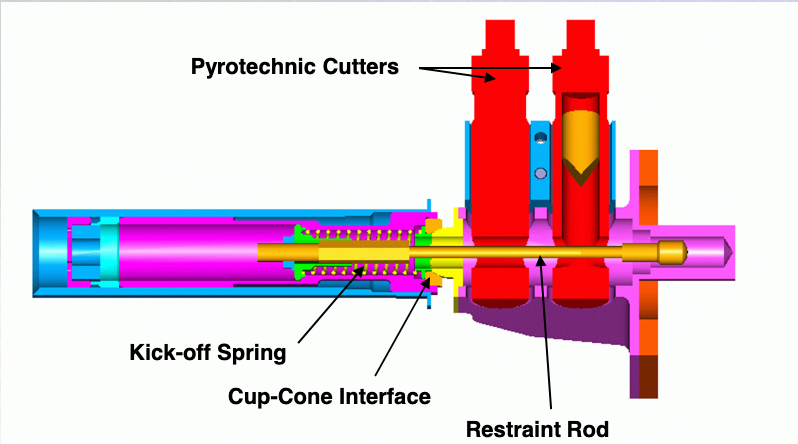 Pyrotechnic Cutters
Kick-off Spring
Cup-Cone Interface
Restraint Rod